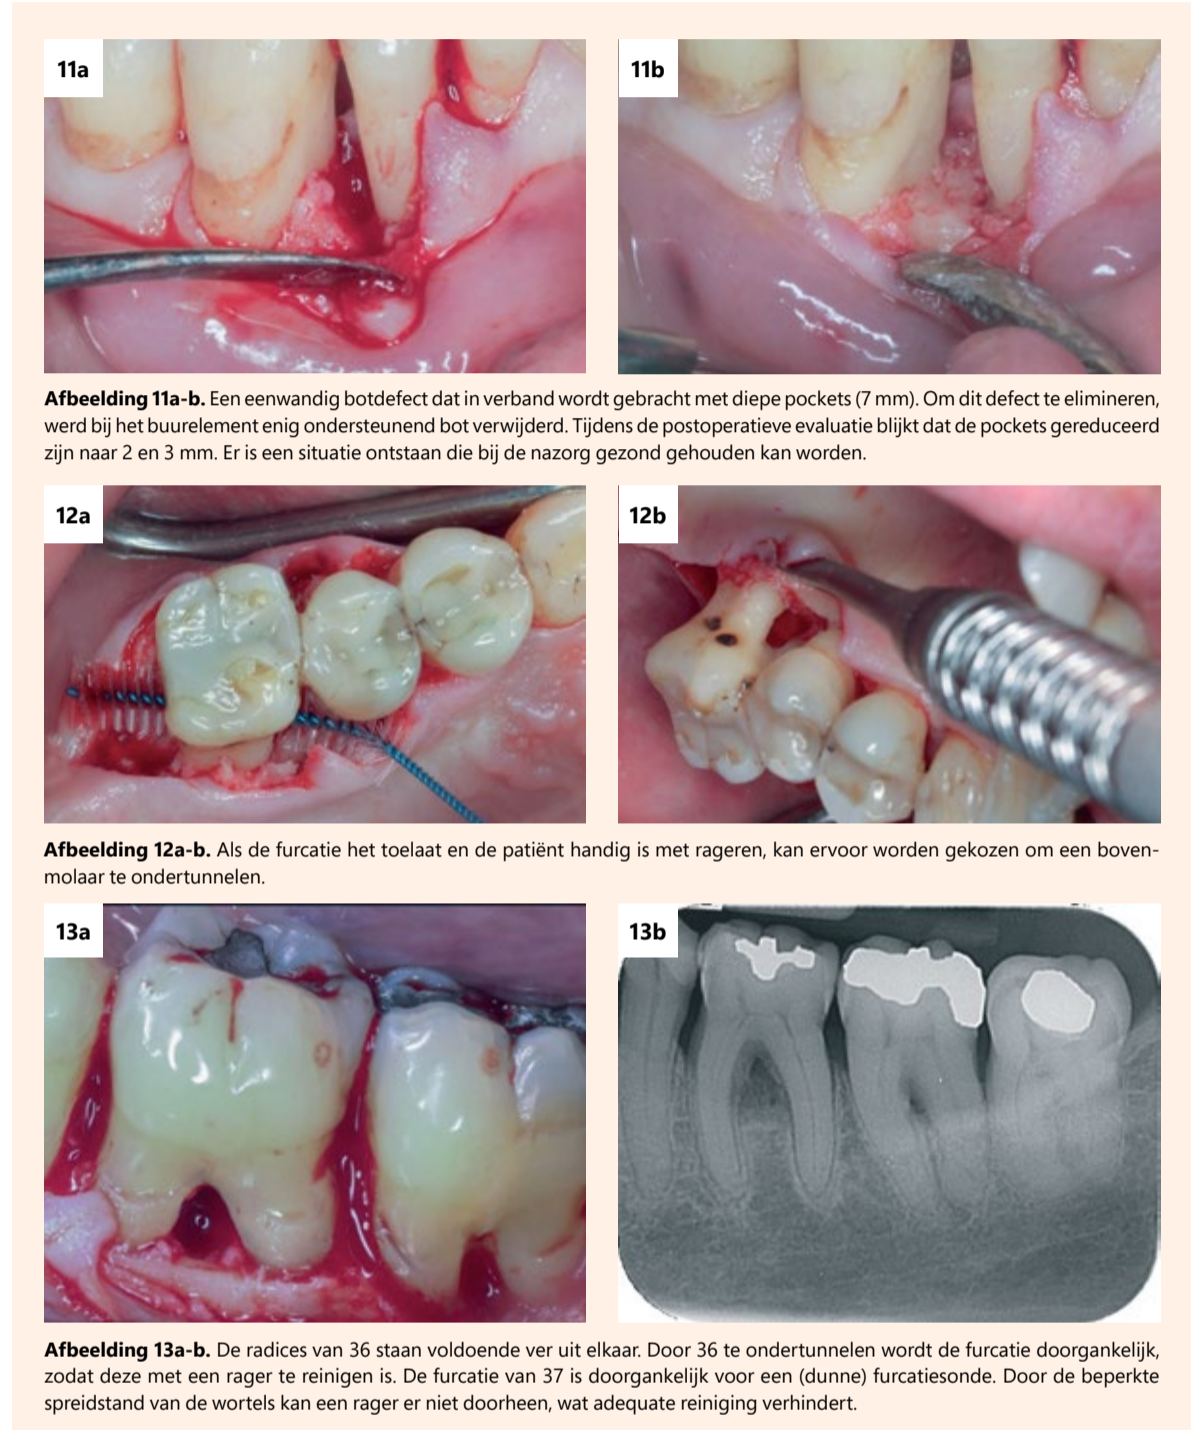 11a
11b
Afbeelding 11a-b. Een eenwandig botdefect dat in verband wordt gebracht met diepe pockets (7 mm). Om dit defect te elimineren,
werd bij het buurelement enig ondersteunend bot verwijderd. Tijdens de postoperatieve evaluatie blijkt dat de pockets gereduceerd
zijn naar 2 en 3 mm. Er is een situatie ontstaan die bij de nazorg gezond gehouden kan worden.
12a
12b
Afbeelding 12a-b. Als de furcatie het toelaat en de patiënt handig is met rageren, kan ervoor worden gekozen om een boven-
molaar te ondertunnelen.
13a
13b
Afbeelding 13a-b. De radices van 36 staan voldoende ver uit elkaar. Door 36 te ondertunnelen wordt de furcatie doorgankelijk,
zodat deze met een rager te reinigen is. De furcatie van 37 is doorgankelijk voor een (dunne) furcatiesonde. Door de beperkte
spreidstand van de wortels kan een rager er niet doorheen, wat adequate reiniging verhindert.